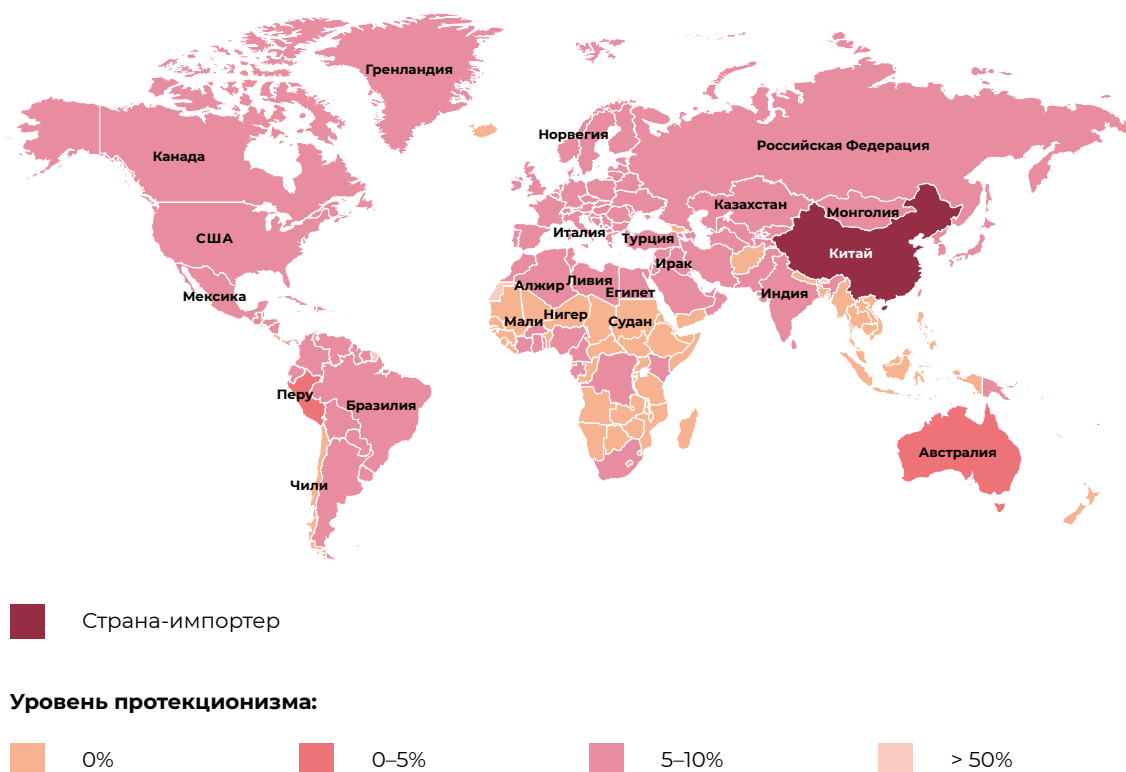 Гренландия
Норвегия
Российская Федерация
Канада
Казахстан
Монголия
Италия
Турция
США
Китай
Ирак
Алжир
Ливия
Египет
Индия
Мексика
Мали
Нигер
Судан
Перу
Бразилия
Австралия
Чили
Страна-импортер
Уровень протекционизма:
0%
0–5%
5–10%
> 50%